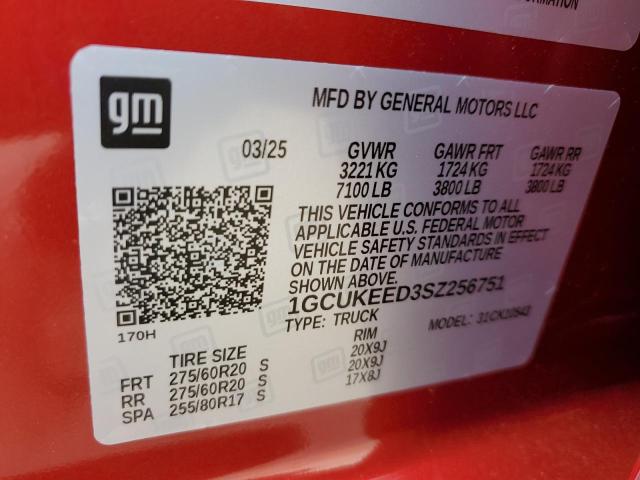 FORMATION
gm
MFD BY GENERAL MOTORS LLC
03/25 GVWR GAWR FRT GAWR RR
3221 KG 1724 KG 1724 KG
7100 LB 3800 LB 3800 LB
THIS VEHICLE CONFORMS TO ALL
APPLICABLE U.S. FEDERAL MOTOR
VEHICLE SAFETY STANDARDS IN EFFECT
ON THE DATE OF MANUFACTURE
SHOWN ABOVE.
1GCUKEED3SZ256751
TYPE: TRUCK MODEL: 31CK10543
170H
TIRE SIZE RIM
FRT 275/60R20 S 20X9J
RR 275/60R20 S 20X9J
SPA 255/80R17 S 17X8J